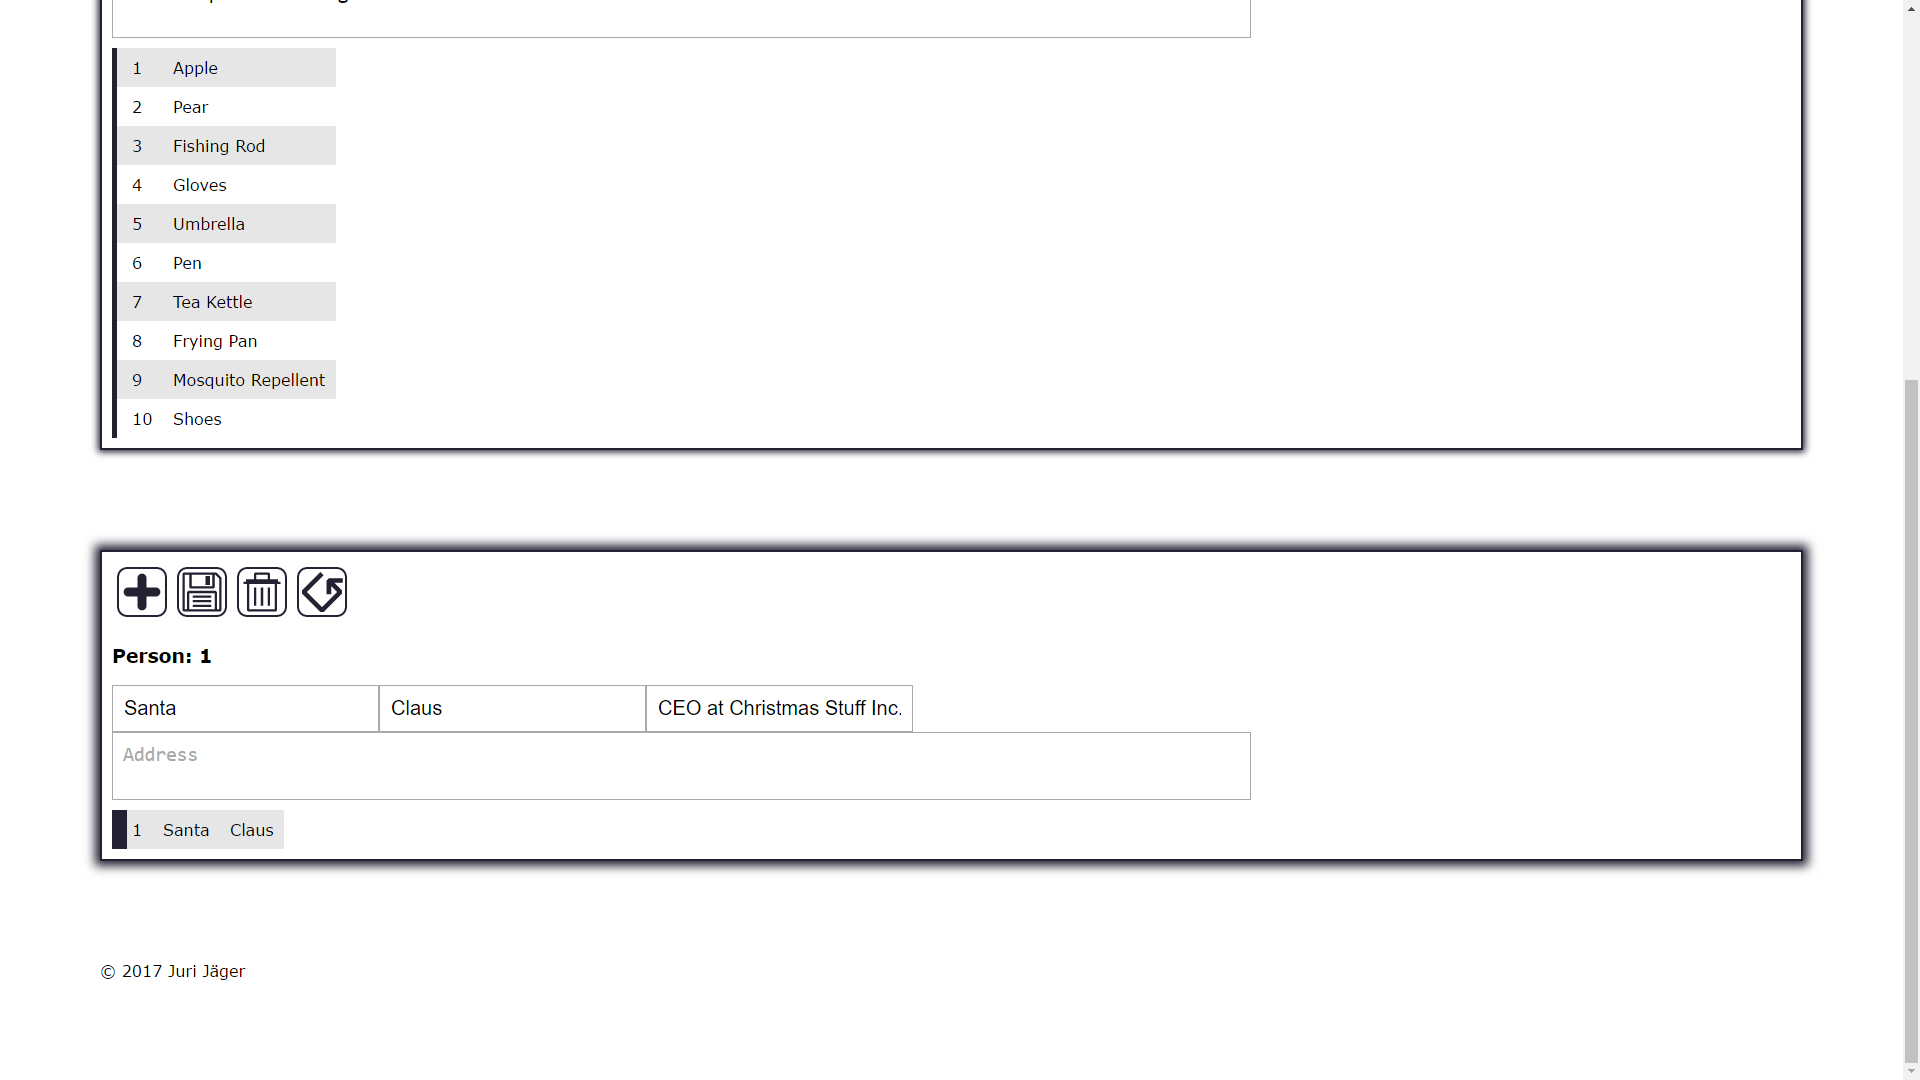 1 Apple
2 Pear
3 Fishing Rod
4 Gloves
5 Umbrella
6 Pen
7 Tea Kettle
8 Frying Pan
9 Mosquito Repellent
10 Shoes
Person: 1
Santa Claus CEO at Christmas Stuff Inc.
Address
1 Santa Claus
© 2017 Juri Jäger